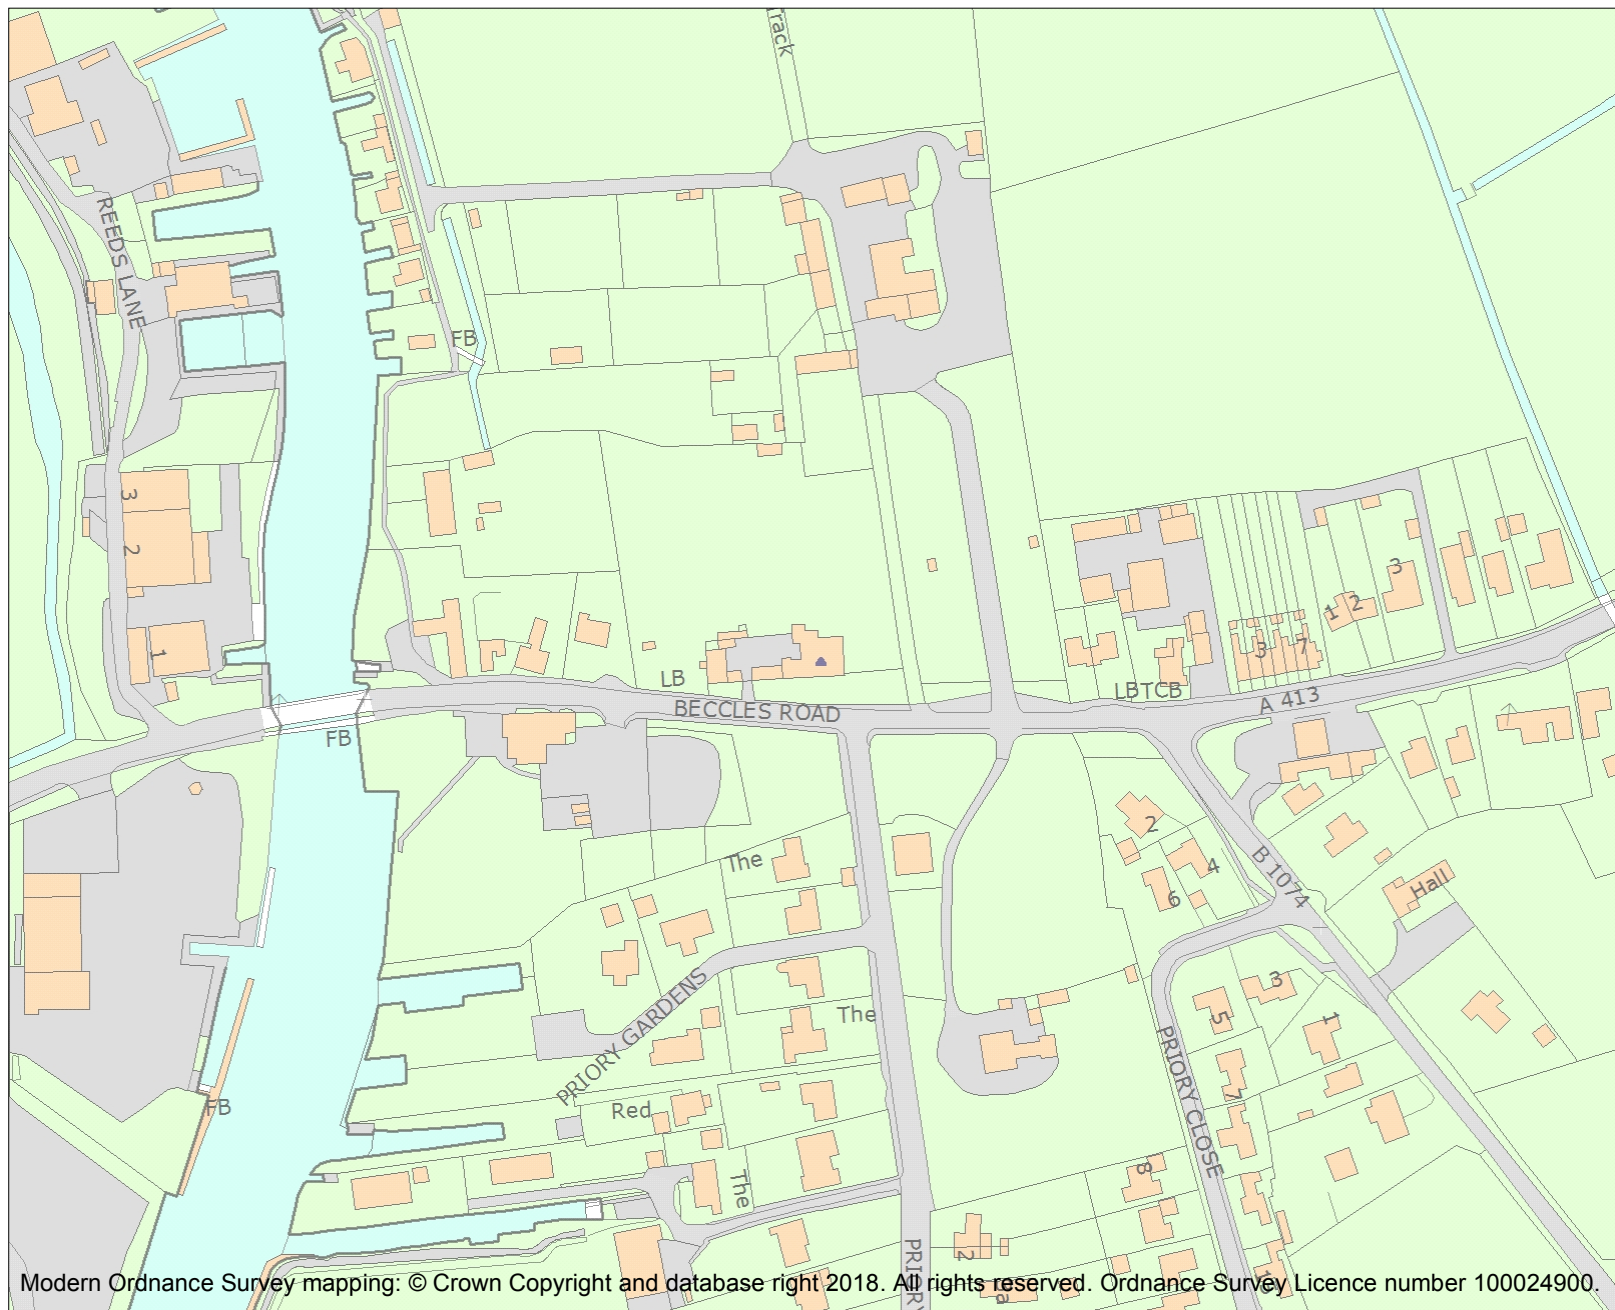 Track
REEDS LANE
FB
3
2
1
3
1 2
3
7
LB
LBTCB
A 413
BECCLES ROAD
FB
2
The
4
B 1074
Hall
6
PRIORY GARDENS
The
3
5
1
FB
Red
7
PRIORY CLOSE
8
The
2
PRIORY
Modern Ordnance Survey mapping: © Crown Copyright and database right 2018. All rights reserved. Ordnance Survey Licence number 100024900.